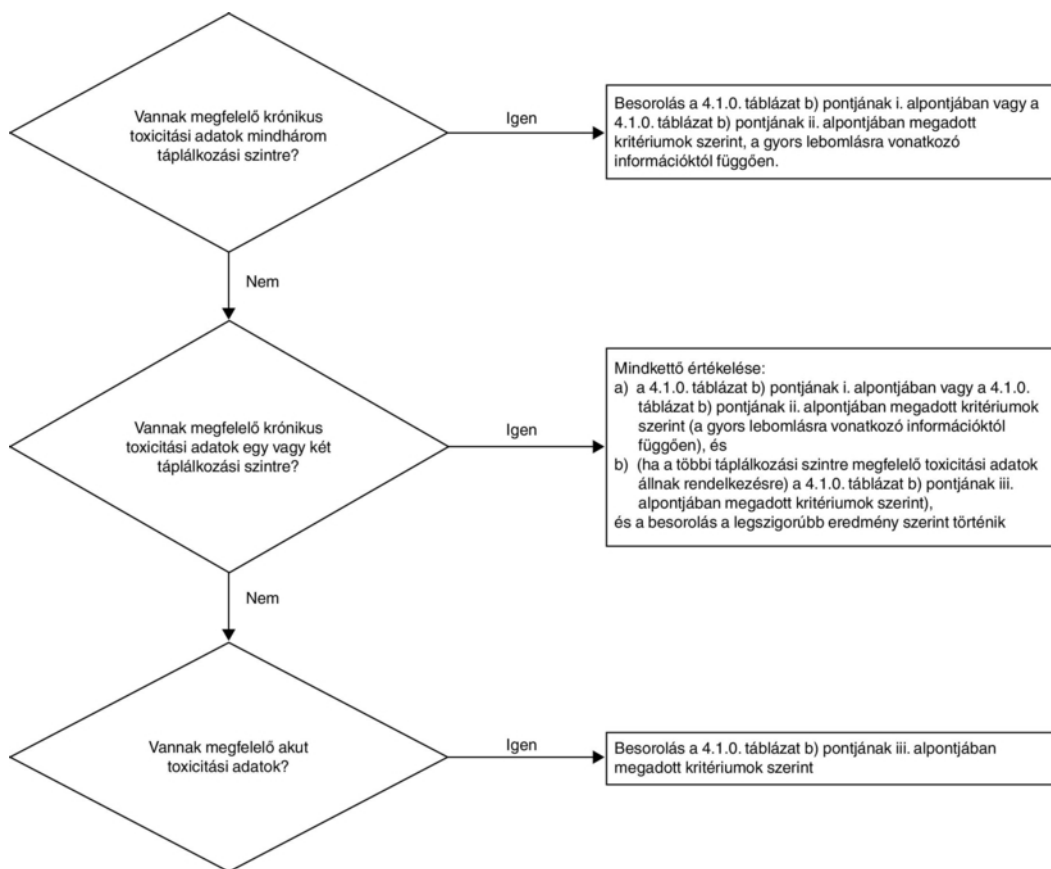 Vannak megfelelő krónikus
toxicitási adatok mindhárom
táplálkozási szintre?
Igen
Besorolás a 4.1.0. táblázat b) pontjának i. alpontjában vagy a
4.1.0. táblázat b) pontjának ii. alpontjában megadott
kritériumok szerint, a gyors lebomlásra vonatkozó
információktól függően.
Nem
Vannak megfelelő krónikus
toxicitási adatok egy vagy két
táplálkozási szintre?
Igen
Mindkettő értékelése:
a) a 4.1.0. táblázat b) pontjának i. alpontjában vagy a 4.1.0.
táblázat b) pontjának ii. alpontjában megadott kritériumok
szerint (a gyors lebomlásra vonatkozó információktól
függően), és
b) (ha a többi táplálkozási szintre megfelelő toxicitási adatok
állnak rendelkezésre) a 4.1.0. táblázat b) pontjának iii.
alpontjában megadott kritériumok szerint),
és a besorolás a legszigorúbb eredmény szerint történik
Nem
Vannak megfelelő akut
toxicitási adatok?
Igen
Besorolás a 4.1.0. táblázat b) pontjának iii. alpontjában
megadott kritériumok szerint